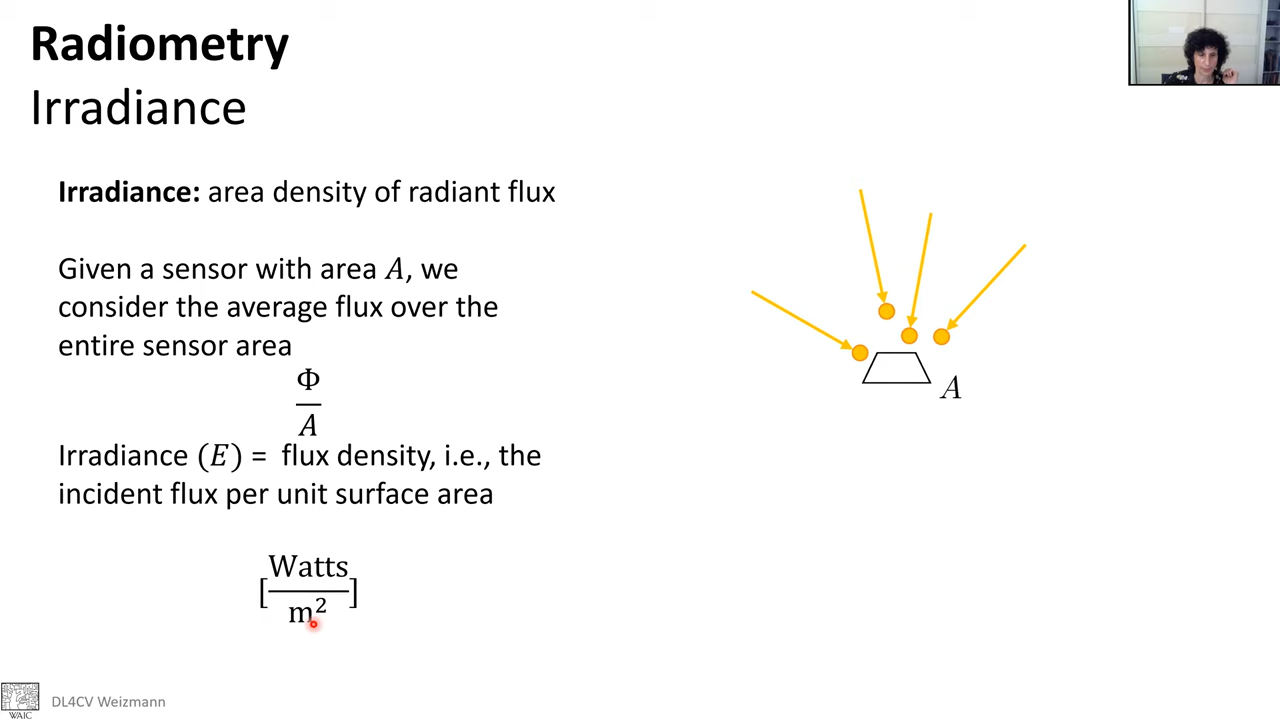 Radiometry
Irradiance
Irradiance: area density of radiant flux
Given a sensor with area A, we
consider the average flux over the
entire sensor area
Φ
A
Irradiance (E) = flux density, i.e., the
incident flux per unit surface area
[Watts
m²]
A
WAIC
DL4CV Weizmann